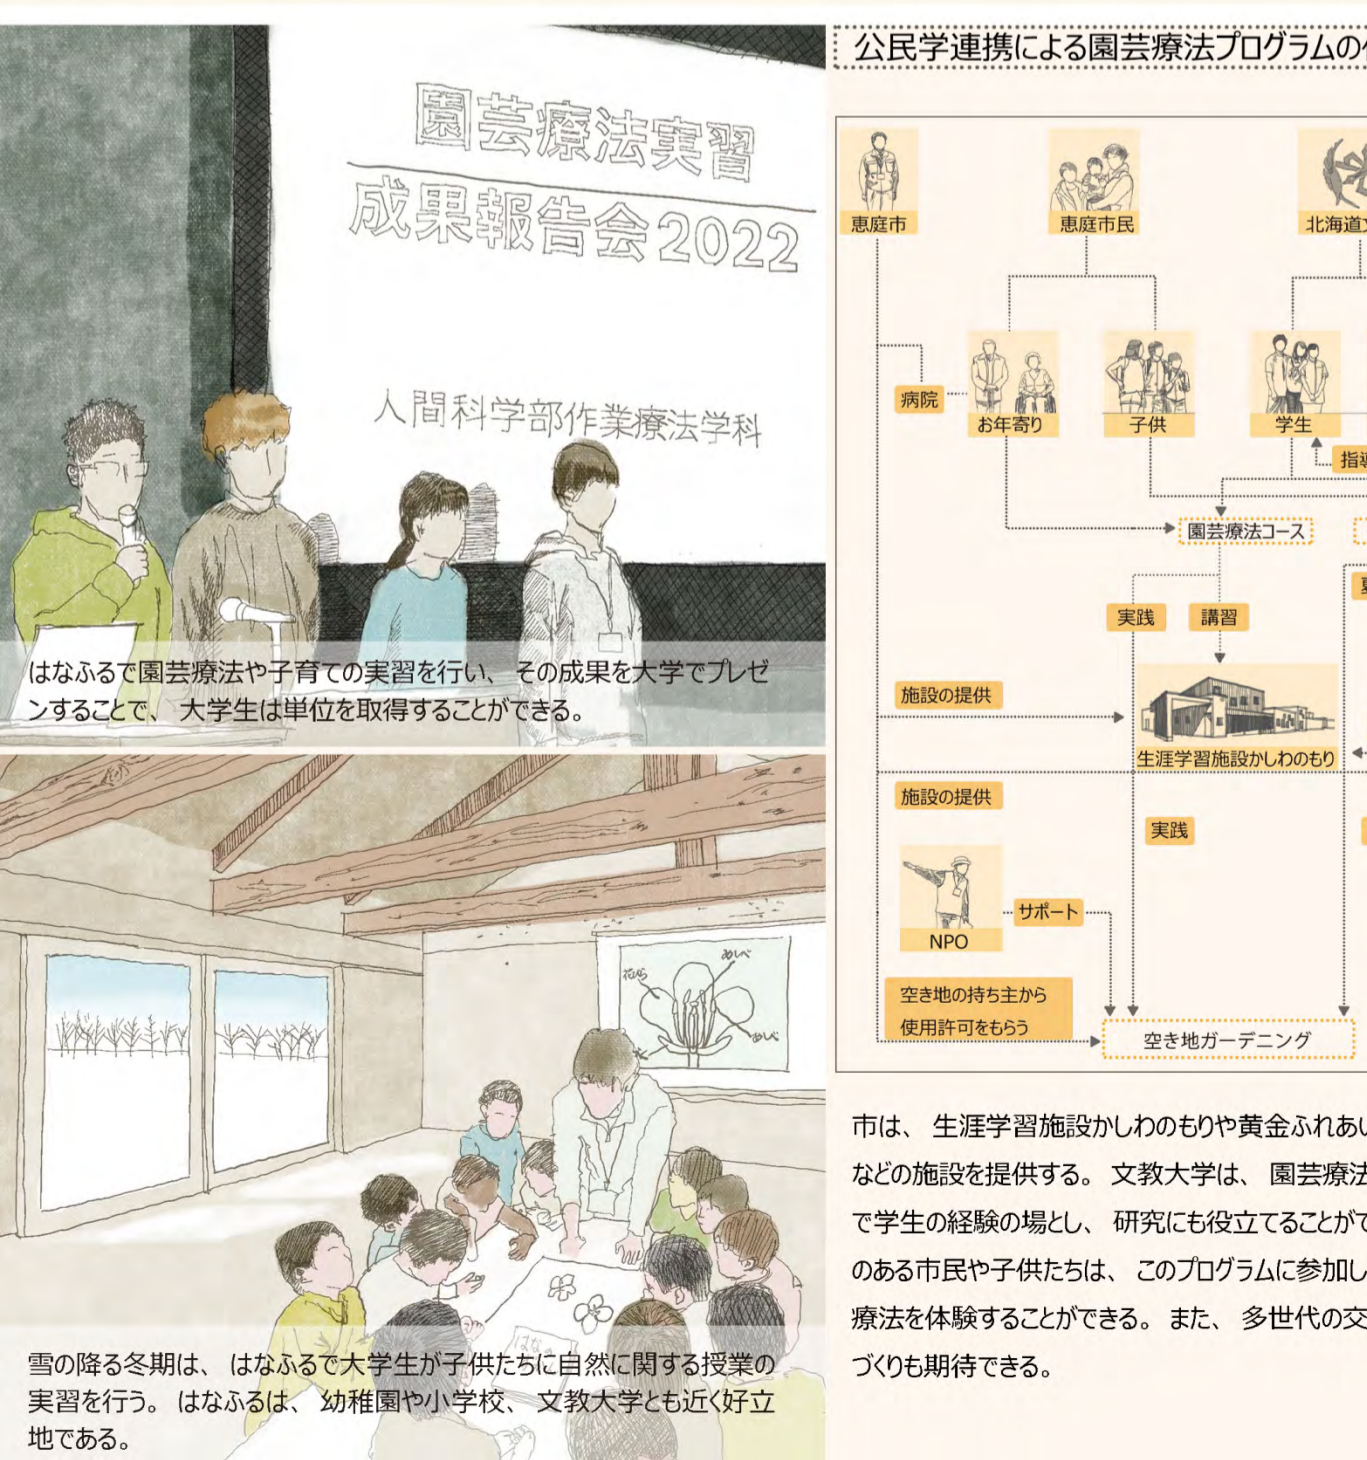 園芸療法実習
成果報告会2022
人間科学部作業療法学科
はなふるで園芸療法や子育ての実習を行い、その成果を大学でプレゼ
ンすることで、大学生は単位を取得することができる。
花びら
めしべ
雪の降る冬期は、はなふるで大学生が子供たちに自然に関する授業の
実習を行う。はなふるは、幼稚園や小学校、文教大学とも近く好立
地である。
公民学連携による園芸療法プログラムの
恵庭市
恵庭市民
北海道
病院
お年寄り
子供
学生
指導
園芸療法コース
実践
講習
施設の提供
生涯学習施設かしわのもり
施設の提供
実践
NPO
サポート
空き地の持ち主から
使用許可をもらう
空き地ガーデニング
市は、生涯学習施設かしわのもりや黄金ふれあい
などの施設を提供する。文教大学は、園芸療法
で学生の経験の場とし、研究にも役立てることがで
のある市民や子供たちは、このプログラムに参加し
療法を体験することができる。また、多世代の交
づくりも期待できる。